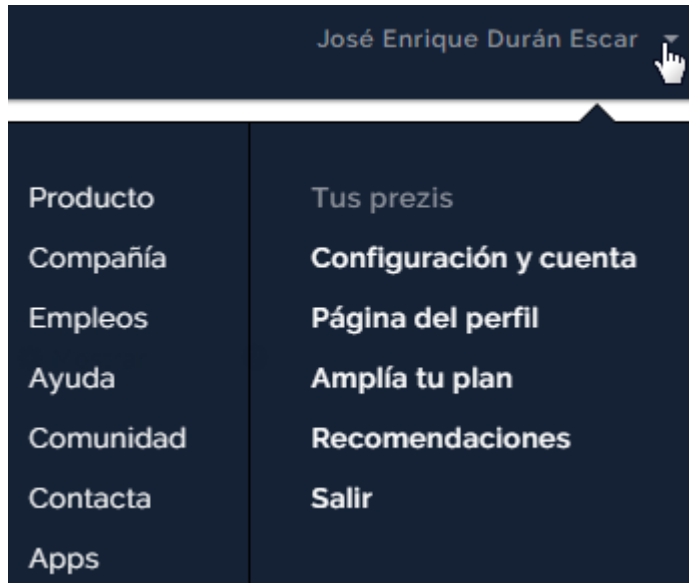 José Enrique Durán Escar
Producto
Compañía
Empleos
Ayuda
Comunidad
Contacta
Apps
Tus prezis
Configuración y cuenta
Página del perfil
Amplía tu plan
Recomendaciones
Salir